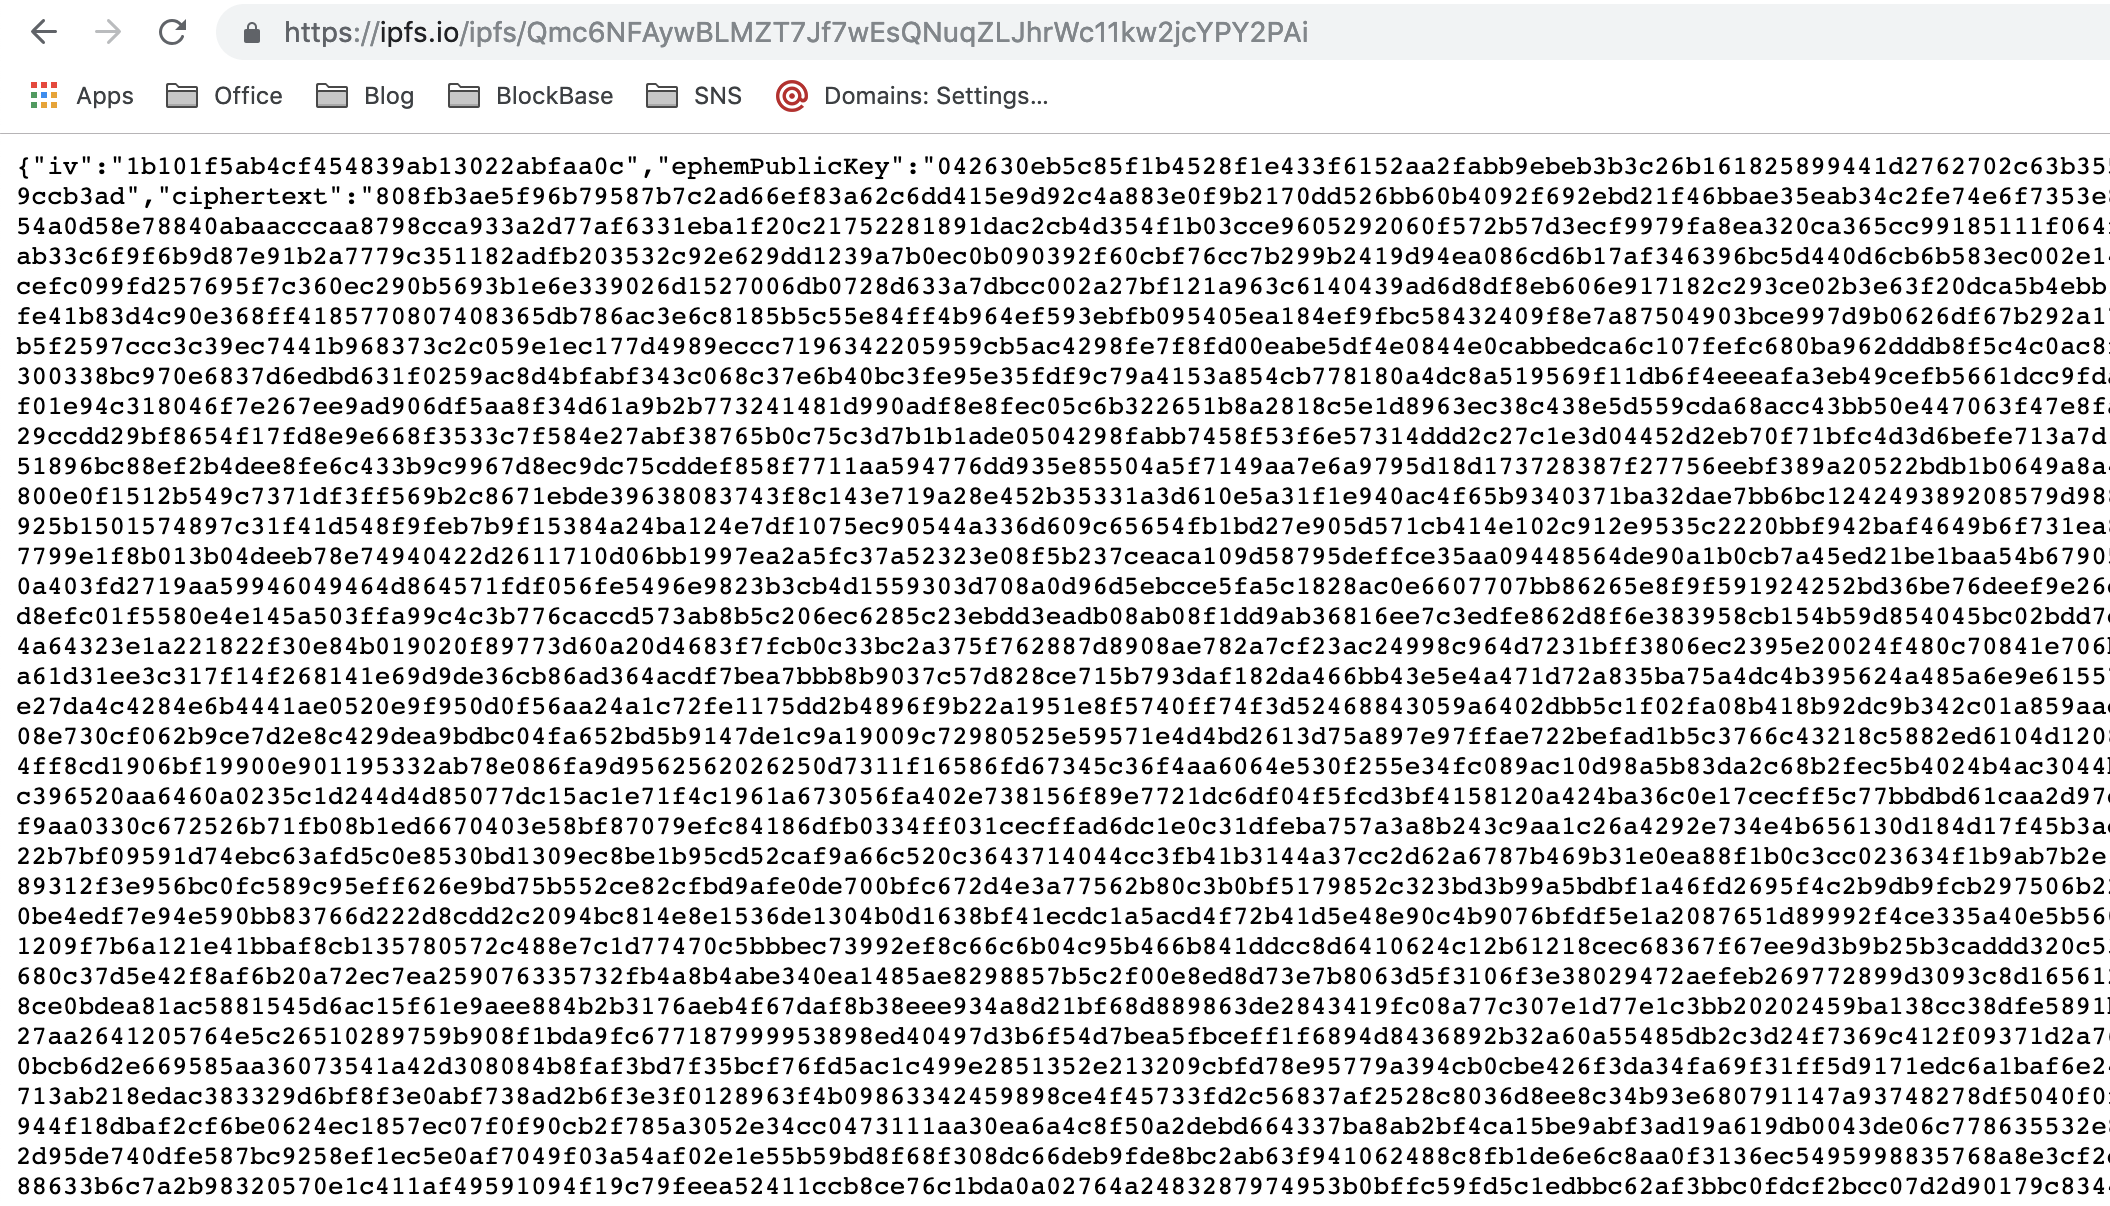 https://ipfs.io/ipfs/Qmc6NFAywBLMZT7Jf7wEsQNuqZLJhrWc11kw2jcYPY2PAi
Apps Office Blog BlockBase SNS Domains: Settings...
{"iv":"1b101f5ab4cf454839ab13022abfaa0c","ephemPublicKey":"042630eb5c85f1b4528f1e433f6152aa2fabb9ebeb3b3c26b161825899441d2762702c63b35
9ccb3ad","ciphertext":"808fb3ae5f96b79587b7c2ad66ef83a62c6dd415e9d92c4a883e0f9b2170dd526bb60b4092f692ebd21f46bbae35eab34c2fe74e6f7353e
54a0d58e78840abaacccaa8798cca933a2d77af6331eba1f20c21752281891dac2cb4d354f1b03cce9605292060f572b57d3ecf9979fa8ea320ca365cc99185111f064
ab33c6f9f6b9d87e91b2a7779c351182adfb203532c92e629dd1239a7b0ec0b090392f60cbf76cc7b299b2419d94ea086cd6b17af346396bc5d440d6cb6b583ec002e1
cefc099fd257695f7c360ec290b5693b1e6e339026d1527006db0728d633a7dbcc002a27bf121a963c6140439ad6d8df8eb606e917182c293ce02b3e63f20dca5b4ebb
fe41b83d4c90e368ff4185770807408365db786ac3e6c8185b5c55e84ff4b964ef593ebfb095405ea184ef9fbc58432409f8e7a87504903bce997d9b0626df67b292a1
b5f2597ccc3c39ec7441b968373c2c059e1ec177d4989eccc7196342205959cb5ac4298fe7f8fd00eabe5df4e0844e0cabbedca6c107fefc680ba962dddb8f5c4c0ac8
300338bc970e6837d6edbd631f0259ac8d4bfabf343c068c37e6b40bc3fe95e35fdf9c79a4153a854cb778180a4dc8a519569f11db6f4eeeafa3eb49cefb5661dcc9fd
f01e94c318046f7e267ee9ad906df5aa8f34d61a9b2b773241481d990adf8e8fec05c6b322651b8a2818c5e1d8963ec38c438e5d559cda68acc43bb50e447063f47e8f
29ccdd29bf8654f17fd8e9e668f3533c7f584e27abf38765b0c75c3d7b1b1ade0504298fabb7458f53f6e57314ddd2c27c1e3d04452d2eb70f71bfc4d3d6befe713a7d
51896bc88ef2b4dee8fe6c433b9c9967d8ec9dc75cddef858f7711aa594776dd935e85504a5f7149aa7e6a9795d18d173728387f27756eebf389a20522bdb1b0649a8a
800e0f1512b549c7371df3ff569b2c8671ebde39638083743f8c143e719a28e452b35331a3d610e5a31f1e940ac4f65b9340371ba32dae7bb6bc124249389208579d98
925b1501574897c31f41d548f9feb7b9f15384a24ba124e7df1075ec90544a336d609c65654fb1bd27e905d571cb414e102c912e9535c2220bbf942baf4649b6f731ea
7799e1f8b013b04deeb78e74940422d2611710d06bb1997ea2a5fc37a52323e08f5b237ceaca109d58795deffce35aa09448564de90a1b0cb7a45ed21be1baa54b6790
0a403fd2719aa59946049464d864571fdf056fe5496e9823b3cb4d1559303d708a0d96d5ebcce5fa5c1828ac0e6607707bb86265e8f9f591924252bd36be76deef9e26
d8efc01f5580e4e145a503ffa99c4c3b776caccd573ab8b5c206ec6285c23ebdd3eadb08ab08f1dd9ab36816ee7c3edfe862d8f6e383958cb154b59d854045bc02bdd7
4a64323e1a221822f30e84b019020f89773d60a20d4683f7fcb0c33bc2a375f762887d8908ae782a7cf23ac24998c964d7231bff3806ec2395e20024f480c70841e706
a61d31ee3c317f14f268141e69d9de36cb86ad364acdf7bea7bbb8b9037c57d828ce715b793daf182da466bb43e5e4a471d72a835ba75a4dc4b395624a485a6e9e6155
e27da4c4284e6b4441ae0520e9f950d0f56aa24a1c72fe1175dd2b4896f9b22a1951e8f5740ff74f3d52468843059a6402dbb5c1f02fa08b418b92dc9b342c01a859aa
08e730cf062b9ce7d2e8c429dea9bdbc04fa652bd5b9147de1c9a19009c72980525e59571e4d4bd2613d75a897e97ffae722befad1b5c3766c43218c5882ed6104d120
4ff8cd1906bf19900e901195332ab78e086fa9d9562562026250d7311f16586fd67345c36f4aa6064e530f255e34fc089ac10d98a5b83da2c68b2fec5b4024b4ac3044
c396520aa6460a0235c1d244d4d85077dc15ac1e71f4c1961a673056fa402e738156f89e7721dc6df04f5fcd3bf4158120a424ba36c0e17cecff5c77bbdbd61caa2d97
f9aa0330c672526b71fb08b1ed6670403e58bf87079efc84186dfb0334ff031cecffad6dc1e0c31dfeba757a3a8b243c9aa1c26a4292e734e4b656130d184d17f45b3a
22b7bf09591d74ebc63afd5c0e8530bd1309ec8be1b95cd52caf9a66c520c3643714044cc3fb41b3144a37cc2d62a6787b469b31e0ea88f1b0c3cc023634f1b9ab7b2e
89312f3e956bc0fc589c95eff626e9bd75b552ce82cfbd9afe0de700bfc672d4e3a77562b80c3b0bf5179852c323bd3b99a5bdbf1a46fd2695f4c2b9db9fcb297506b2
0be4edf7e94e590bb83766d222d8cdd2c2094bc814e8e1536de1304b0d1638bf41ecdc1a5acd4f72b41d5e48e90c4b9076bfdf5e1a2087651d89992f4ce335a40e5b56
1209f7b6a121e41bbaf8cb135780572c488e7c1d77470c5bbbec73992ef8c66c6b04c95b466b841ddcc8d6410624c12b61218cec68367f67ee9d3b9b25b3caddd320c5
680c37d5e42f8af6b20a72ec7ea259076335732fb4a8b4abe340ea1485ae8298857b5c2f00e8ed8d73e7b8063d5f3106f3e38029472aefeb269772899d3093c8d16561
8ce0bdea81ac5881545d6ac15f61e9aee884b2b3176aeb4f67daf8b38eee934a8d21bf68d889863de2843419fc08a77c307e1d77e1c3bb20202459ba138cc38dfe5891
27aa2641205764e5c26510289759b908f1bda9fc677187999953898ed40497d3b6f54d7bea5fbceff1f6894d8436892b32a60a55485db2c3d24f7369c412f09371d2a7
0bcb6d2e669585aa36073541a42d308084b8faf3bd7f35bcf76fd5ac1c499e2851352e213209cbfd78e95779a394cb0cbe426f3da34fa69f31ff5d9171edc6a1baf6e2
713ab218edac383329d6bf8f3e0abf738ad2b6f3e3f0128963f4b09863342459898ce4f45733fd2c56837af2528c8036d8ee8c34b93e680791147a93748278df5040f0
944f18dbaf2cf6be0624ec1857ec07f0f90cb2f785a3052e34cc0473111aa30ea6a4c8f50a2debd664337ba8ab2bf4ca15be9abf3ad19a619db0043de06c778635532e
2d95de740dfe587bc9258ef1ec5e0af7049f03a54af02e1e55b59bd8f68f308dc66deb9fde8bc2ab63f941062488c8fb1de6e6c8aa0f3136ec5495998835768a8e3cf2
88633b6c7a2b98320570e1c411af49591094f19c79feea52411ccb8ce76c1bda0a02764a2483287974953b0bffc59fd5c1edbbc62af3bbc0fdcf2bcc07d2d90179c834